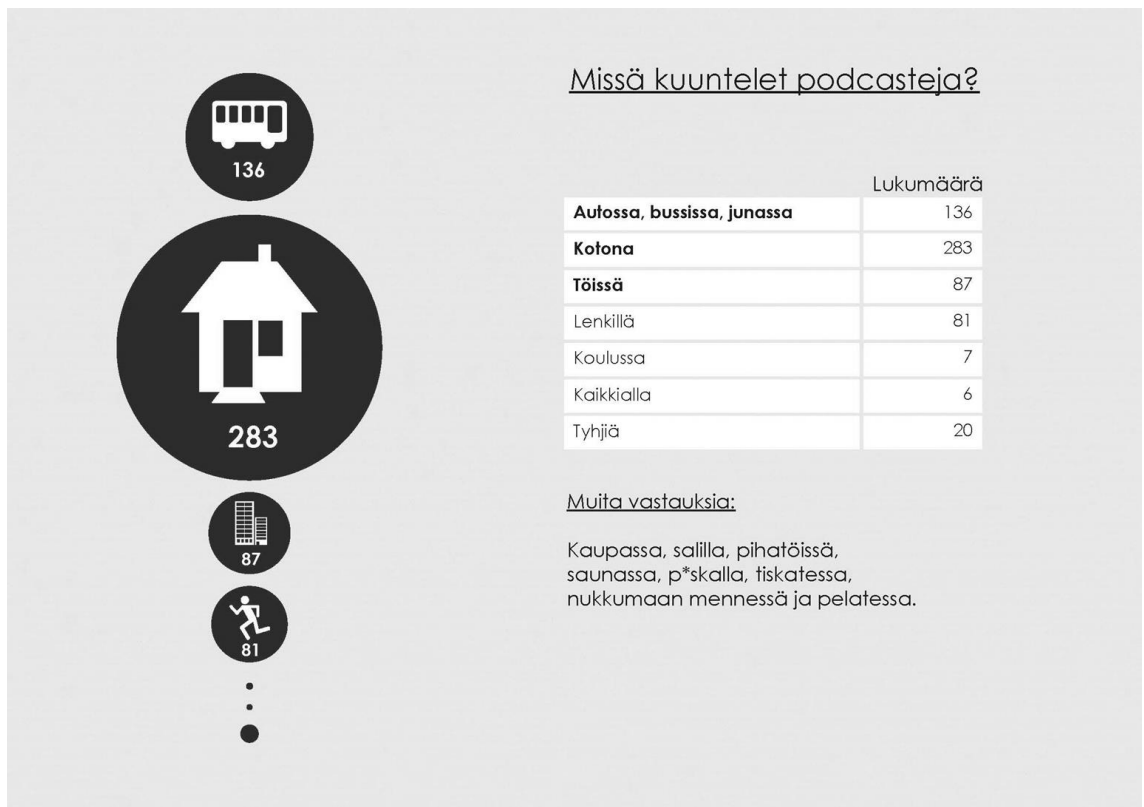 136
283
87
81
Missä kuuntelet podcasteja?
Lukumäärä
Autossa, bussissa, junassa 136
Kotona 283
Töissä 87
Lenkillä 81
Koulussa 7
Kaikkialla 6
Tyhjiä 20
Muita vastauksia:
Kaupassa, salilla, pihatöissä,
saunassa, p*skalla, tiskatessa,
nukkumaan mennessä ja pelatessa.